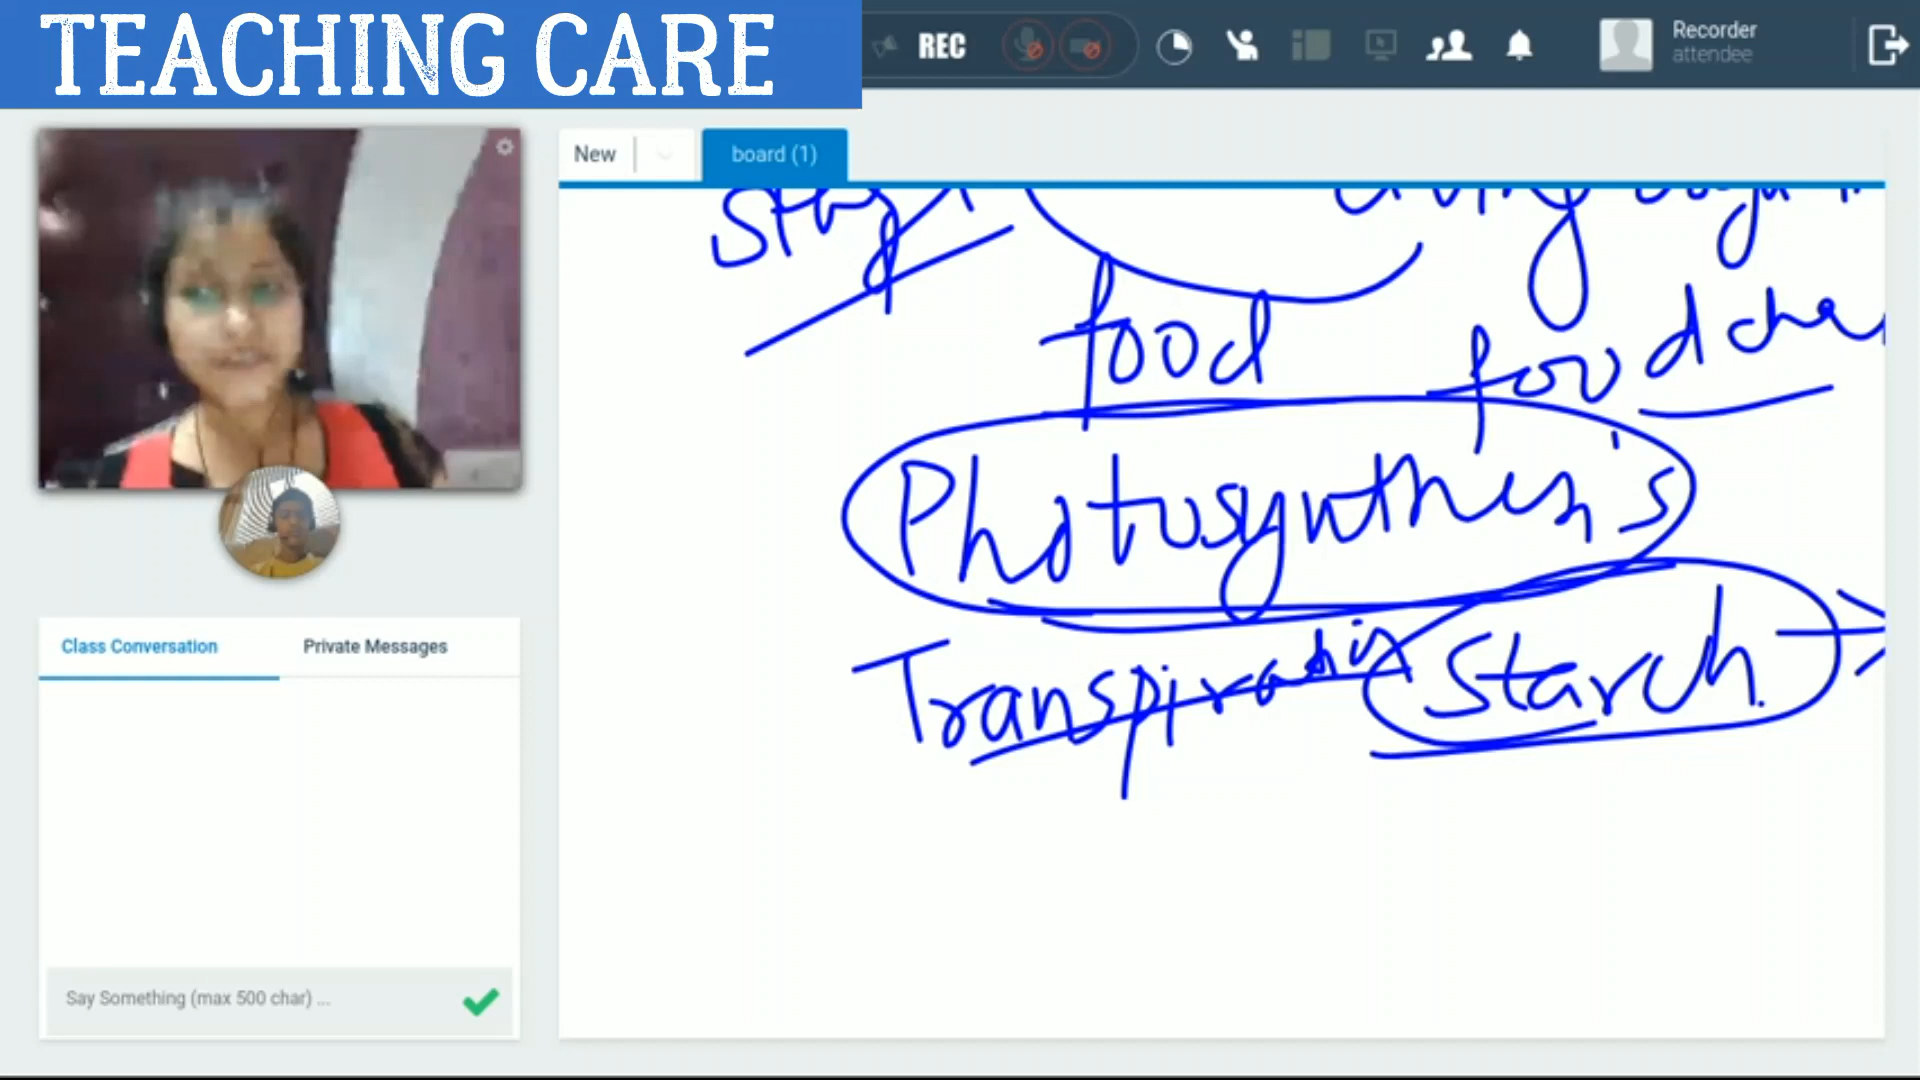 TEACHING CARE
REC
Recorder
attendee
New
board (1)
food
food cha
Photosynthesis
Transpiration
Starch
Class Conversation
Private Messages
Say Something (max 500 char) ...